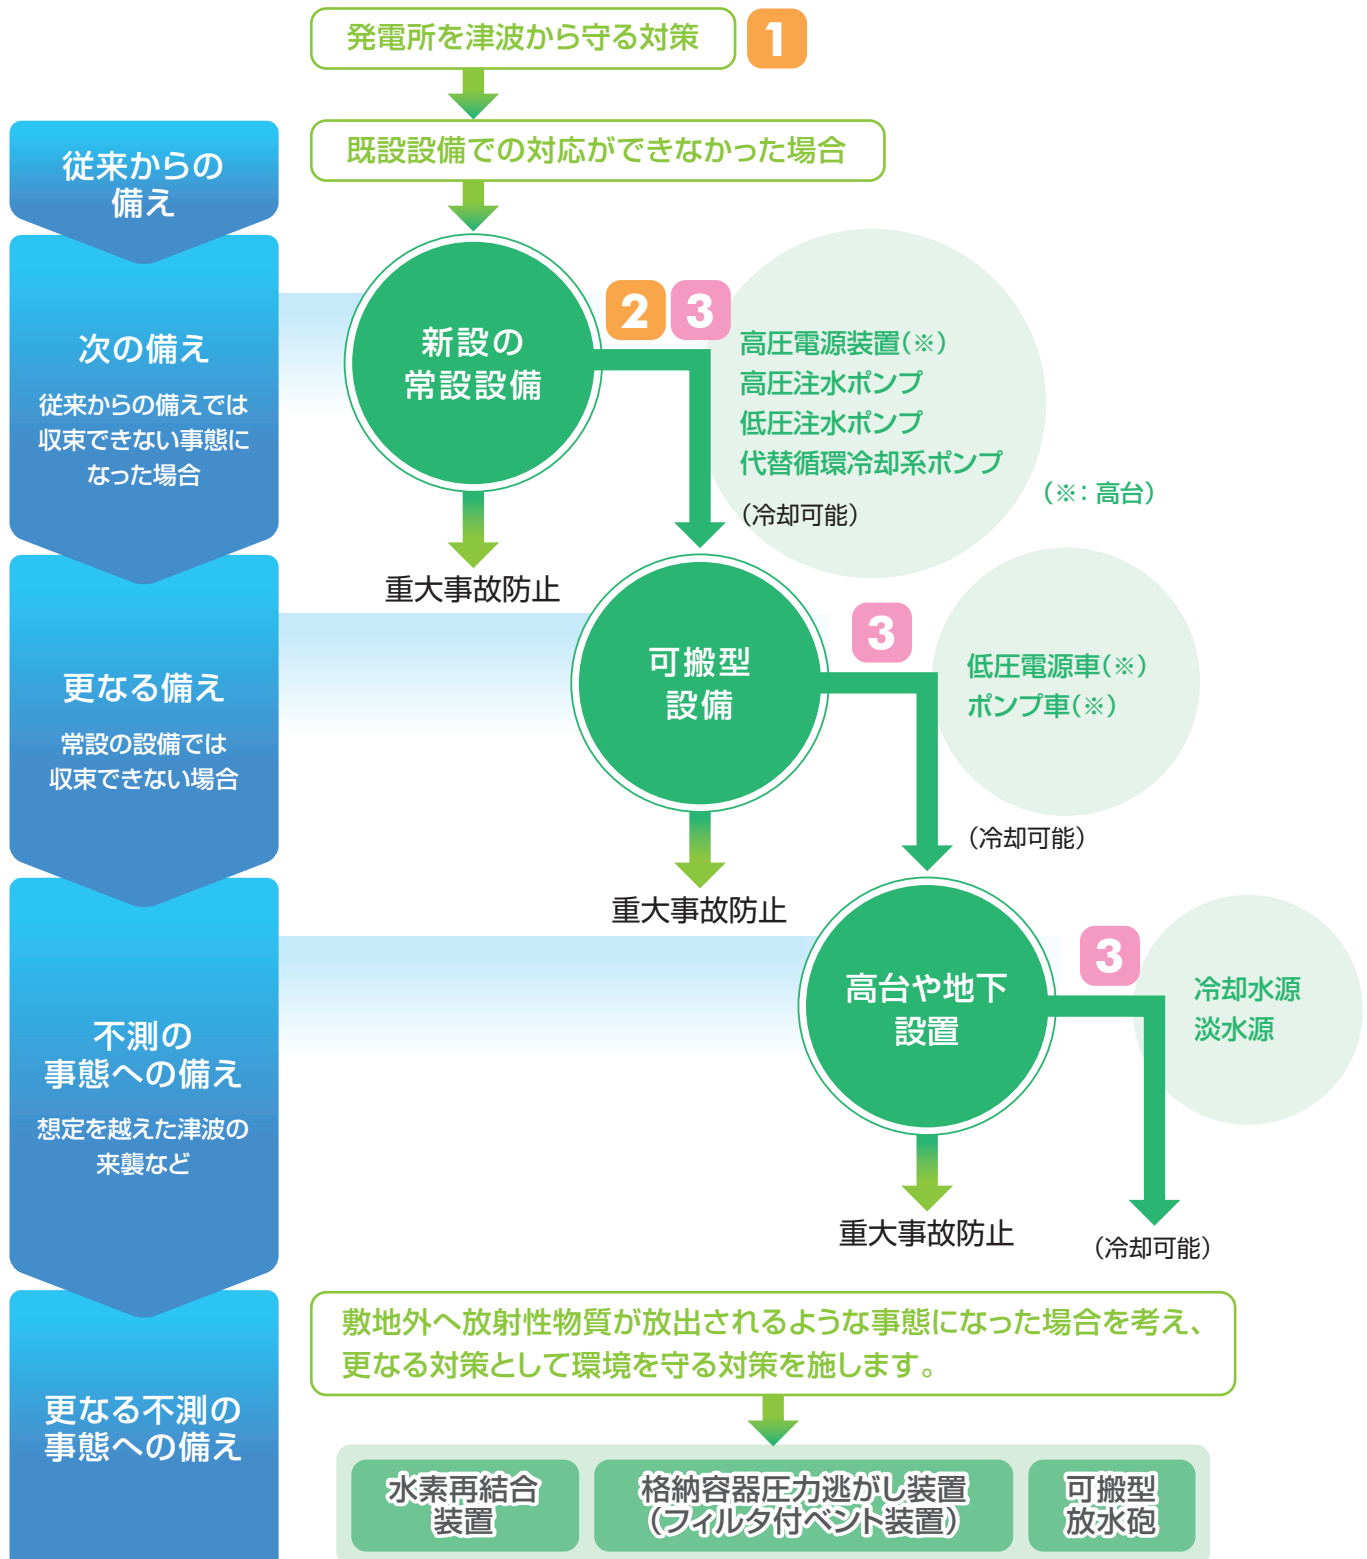 発電所を津波から守る対策
1
従来からの
備え
既設設備での対応ができなかった場合
次の備え
従来からの備えでは
収束できない事態に
なった場合
新設の
常設設備
2 3
高圧電源装置（※）
高圧注水ポンプ
低圧注水ポンプ
代替循環冷却系ポンプ
（※：高台）
（冷却可能）
重大事故防止
更なる備え
常設の設備では
収束できない場合
可搬型
設備
3
低圧電源車（※）
ポンプ車（※）
（冷却可能）
重大事故防止
不測の
事態への備え
想定を越えた津波の
来襲など
高台や地下
設置
3
冷却水源
淡水源
重大事故防止
（冷却可能）
更なる不測の
事態への備え
敷地外へ放射性物質が放出されるような事態になった場合を考え、
更なる対策として環境を守る対策を施します。
水素再結合
装置
格納容器圧力逃がし装置
（フィルタ付ベント装置）
可搬型
放水砲